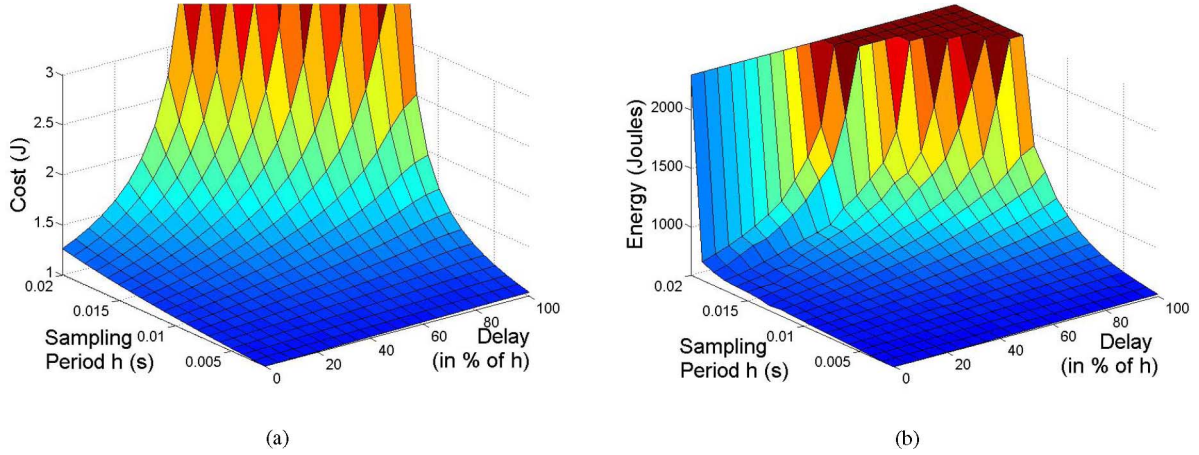 3
2.5
2
1.5
1
Cost (J)
0.02
0.015
0.01
0.005
Sampling
Period h (s)
0
20
40
60
80
100
Delay
(in % of h)
(a)
2000
1500
1000
Energy (Joules)
0.02
0.015
0.01
0.005
Sampling
Period h (s)
0
20
40
60
80
100
Delay
(in % of h)
(b)